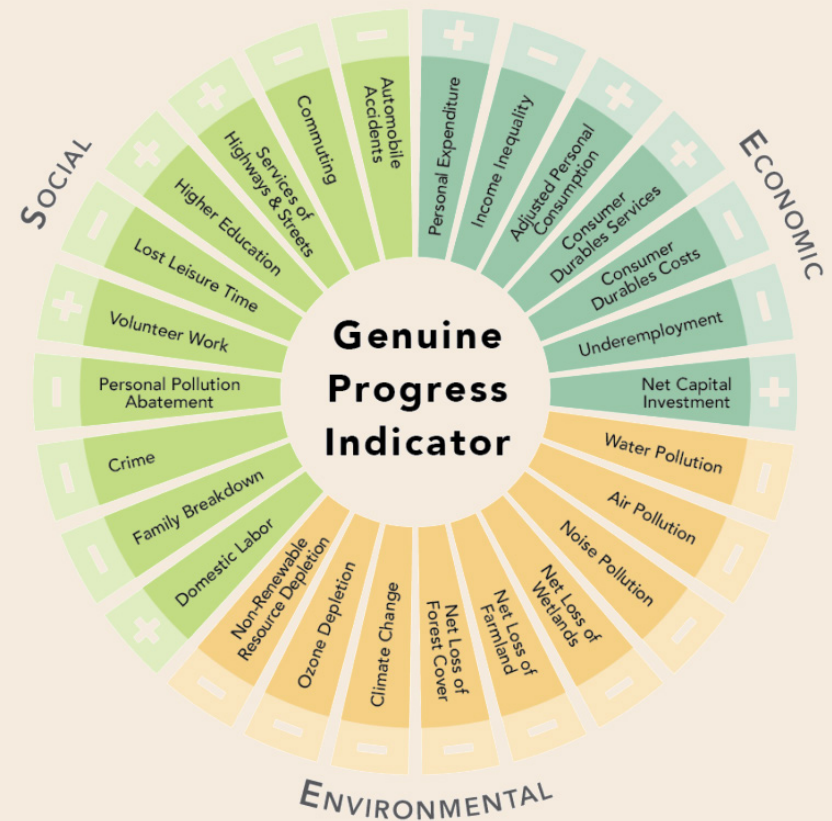 Genuine
Progress
Indicator
ECONOMIC
+
Personal Expenditure
-
Income Inequality
+
Adjusted Personal
Consumption
+
Consumer
Durables Services
-
Consumer
Durables Costs
-
Underemployment
+
Net Capital
Investment
ENVIRONMENTAL
-
Water Pollution
-
Air Pollution
-
Noise Pollution
-
Net Loss of
Wetlands
-
Net Loss of
Farmland
-
Net Loss of
Forest Cover
-
Climate Change
-
Ozone Depletion
-
Non-Renewable
Resource Depletion
SOCIAL
+
Domestic Labor
-
Family Breakdown
-
Crime
-
Personal Pollution
Abatement
+
Volunteer Work
-
Lost Leisure Time
+
Higher Education
+
Services of
Highways & Streets
-
Commuting
-
Automobile
Accidents